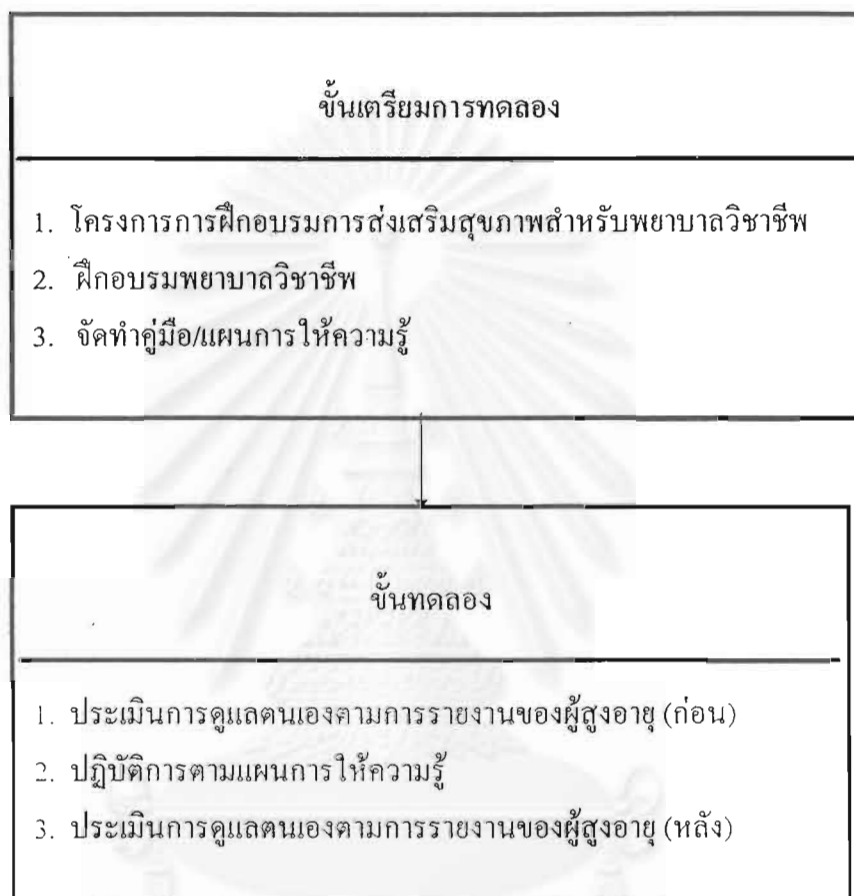 ขั้นเตรียมการทดลอง
1. โครงการการฝึกอบรมการส่งเสริมสุขภาพสำหรับพยาบาลวิชาชีพ
2. ฝึกอบรมพยาบาลวิชาชีพ
3. จัดทำคู่มือ/แผนการให้ความรู้
ขั้นทดลอง
1. ประเมินการดูแลตนเองตามการรายงานของผู้สูงอายุ (ก่อน)
2. ปฏิบัติการตามแผนการให้ความรู้
3. ประเมินการดูแลตนเองตามการรายงานของผู้สูงอายุ (หลัง)